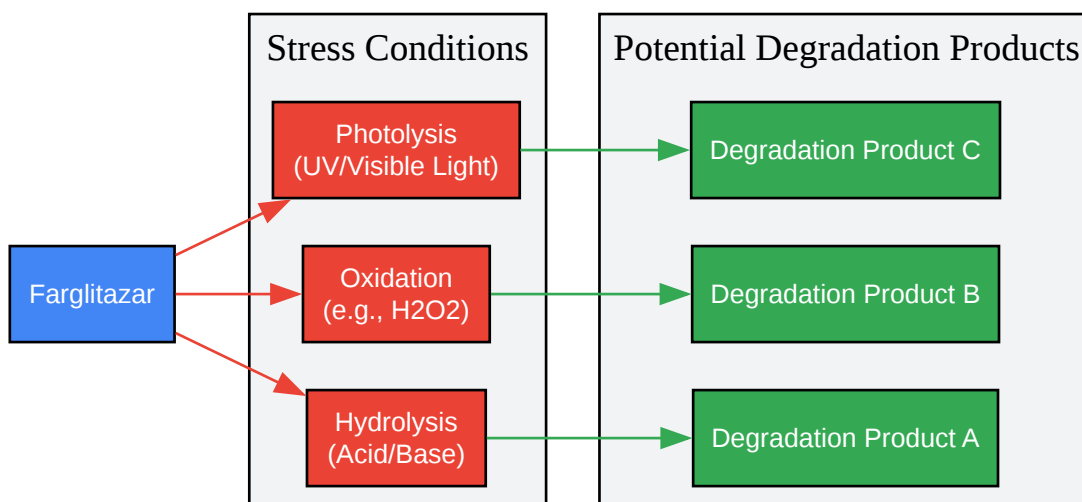 Stress Conditions
Potential Degradation Products
Photolysis
(UV/Visible Light)
Degradation Product C
Farglitazar
Oxidation
(e.g., H2O2)
Degradation Product B
Hydrolysis
(Acid/Base)
Degradation Product A